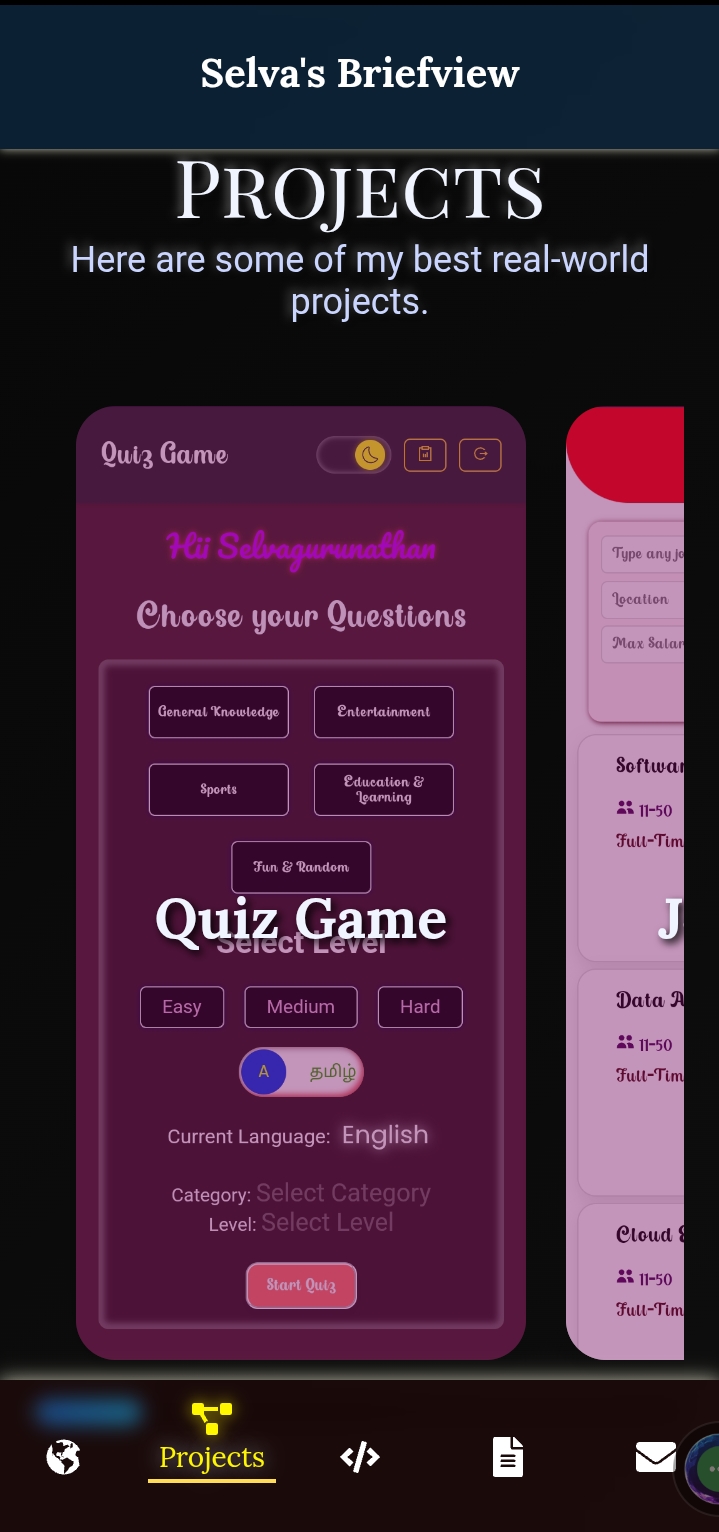 Selva's Briefview
PROJECTS
Here are some of my best real-world
projects.
Quiz Game
Hii Selvagurunathan
Choose your Questions
General Knowledge
Entertainment
Sports
Education &
Learning
Fun & Random
Quiz Game
Select Level
Easy
Medium
Hard
A
தமிழ்
Current Language: English
Category: Select Category
Level: Select Level
Start Quiz
Type any jo
Location
Max Salar
Softwar
11-50
Full-Tim
J
Data A
11-50
Full-Tim
Cloud
11-50
Full-Tim
Projects